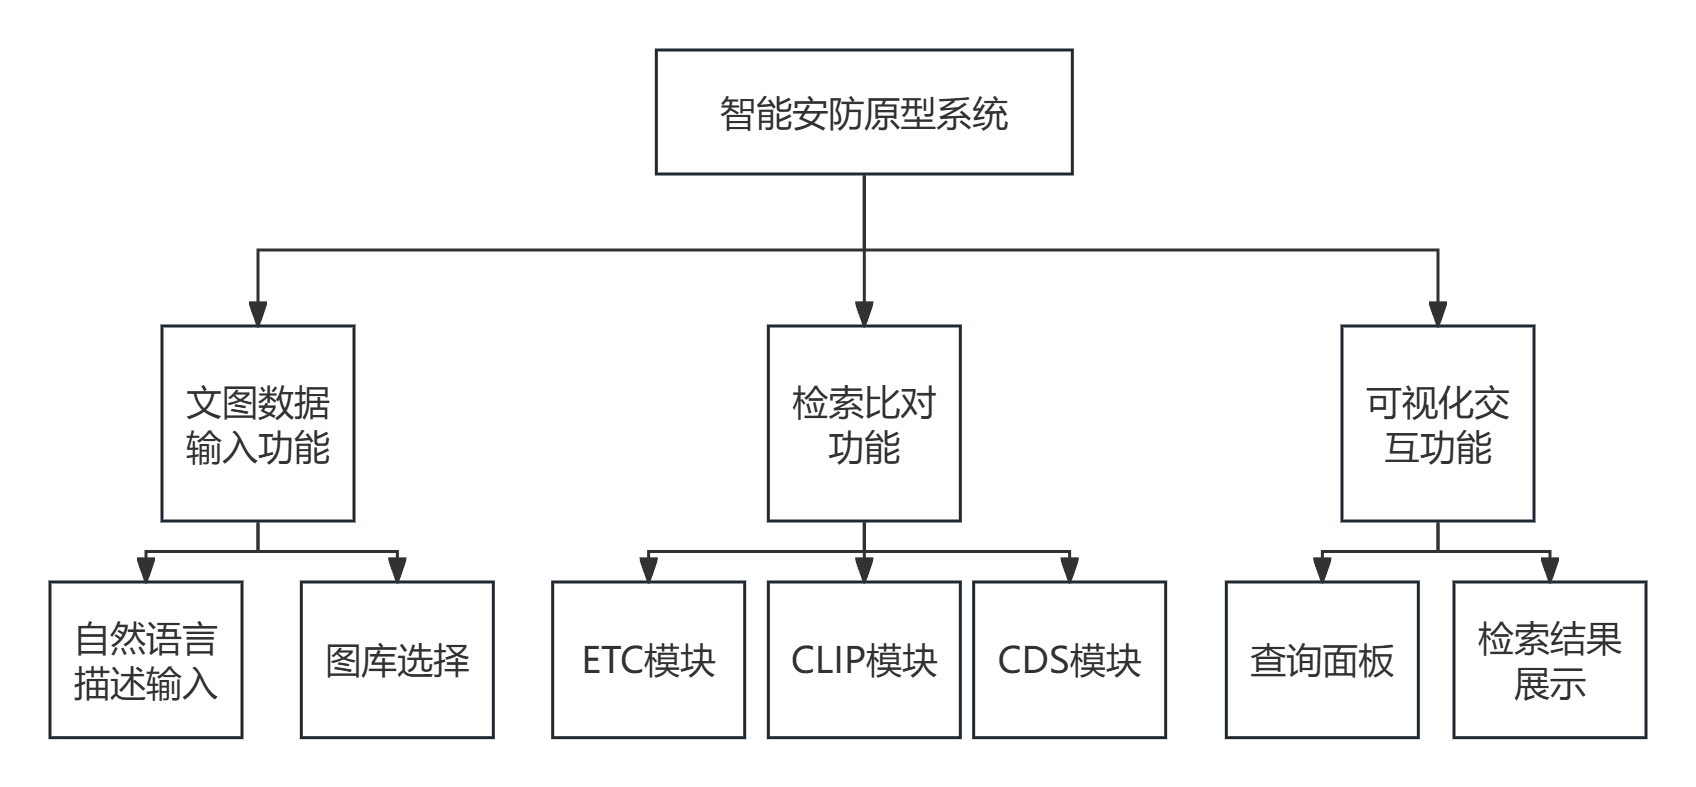 智能安防原型系统
文图数据
输入功能
检索比对
功能
可视化交
互功能
自然语言
描述输入
图库选择
ETC模块
CLIP模块
CDS模块
查询面板
检索结果
展示